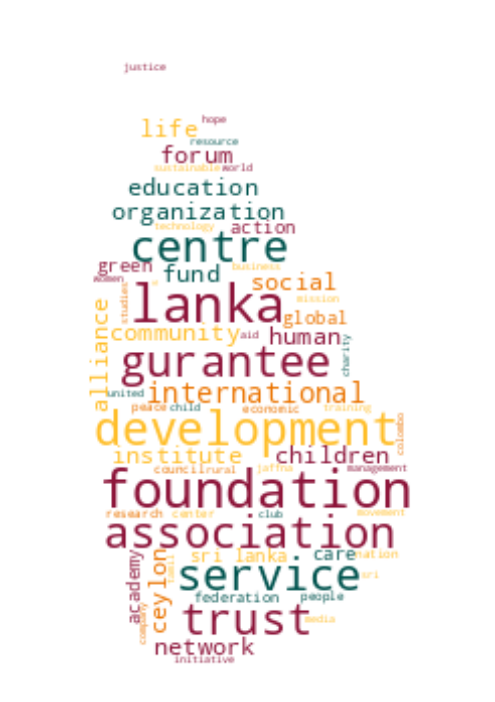 justice
hope
life
resource
forum
sustainable world
education
organization
technology action
centre
green fund business
women social
studies lanka mission
global
alliance community aid human
charity
gurantee
united international
peace child economic training
development
colombo
institute children
council rural jaffna management
foundation
research center club movement
association
academy ceylon tamil sri lanka. care nation
service sri
federation people
company trust media
network
initiative